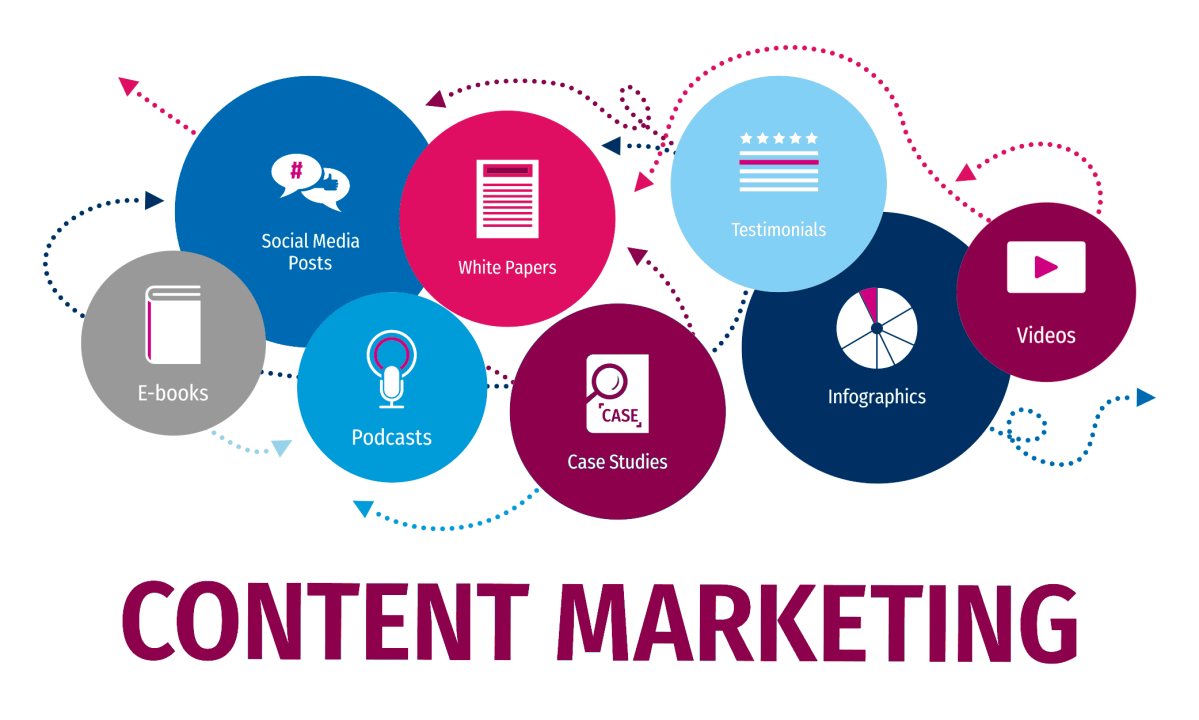 #
Social Media
Posts
White Papers
Testimonials
E-books
Podcasts
CASE
Case Studies
Infographics
Videos
CONTENT MARKETING